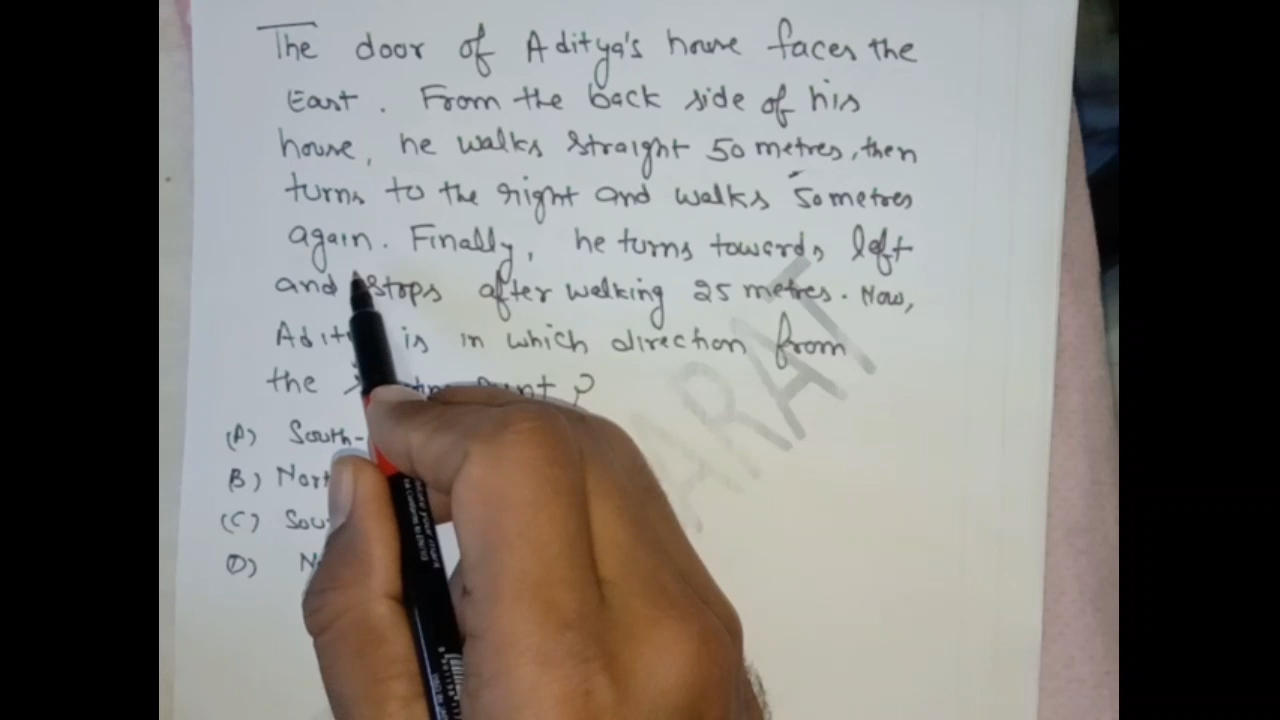 The door of Aditya's house faces the
East. From the back side of his
house, he walks straight 50 metres, then
turns to the right and walks 50 metres
again. Finally, he turns towards left
and stops after walking 25 metres. Now,
is in which direction from
the ?
(A) South-
(B)
(C)
(D)
ARAT